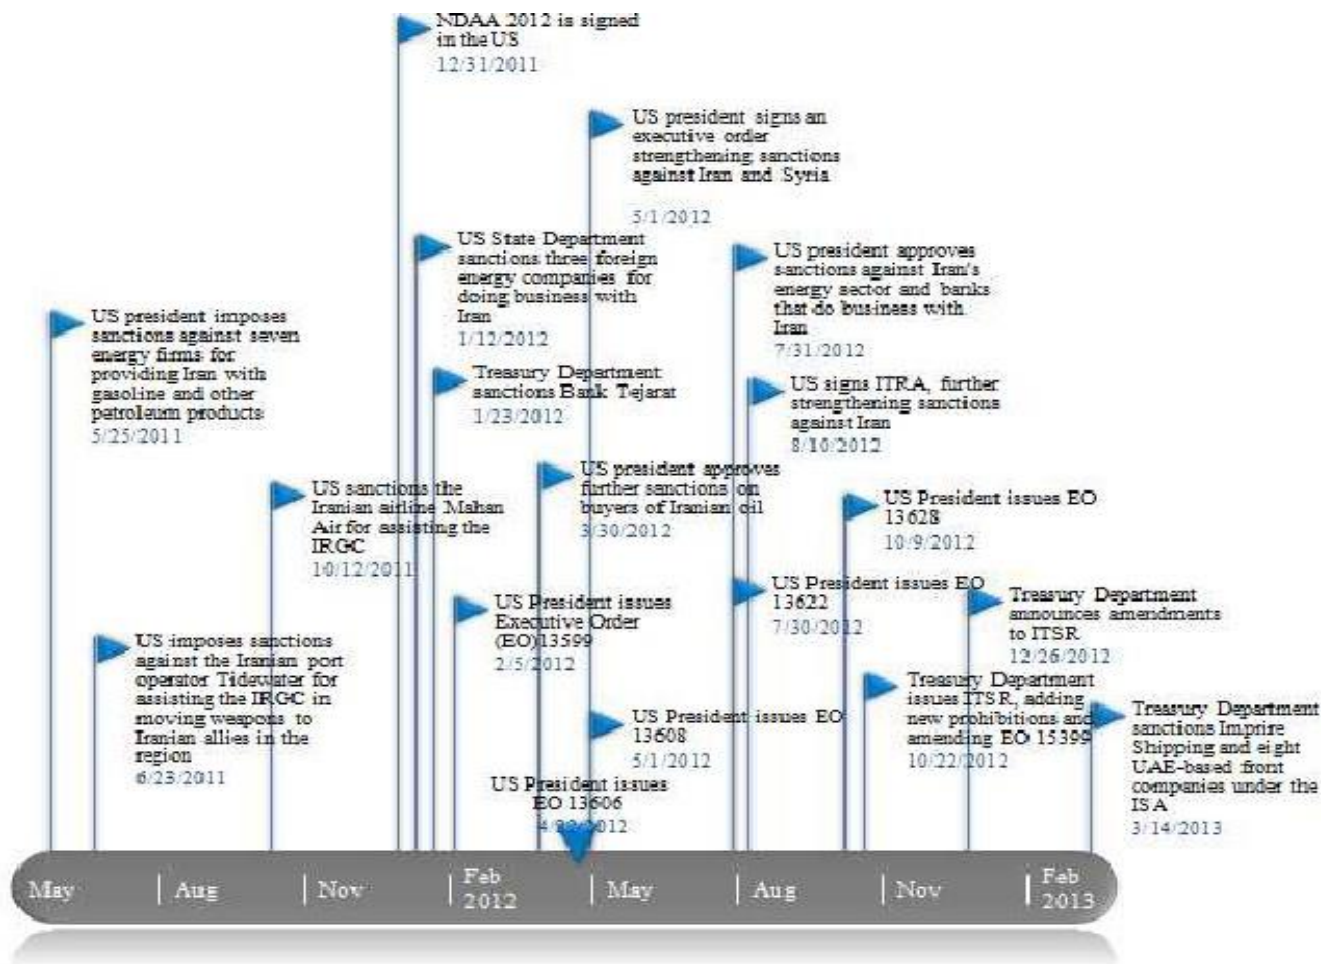 NDAA 2012 is signed
in the US
12/31/2011
US president signs an
executive order
strengthening sanctions
against Iran and Syria
5/1/2012
US State Department
sanctions three foreign
energy companies for
doing business with
Iran
1/12/2012
US president approves
sanctions against Iran's
energy sector and banks
that do business with
Iran
7/31/2012
US president imposes
sanctions against seven
energy firms for
providing Iran with
gasoline and other
petroleum products
5/25/2011
Treasury Department
sanctions Bank Tejarat
1/23/2012
US signs ITRA, further
strengthening sanctions
against Iran
8/10/2012
US sanctions the
Iranian airline Mahan
Air for assisting the
IRGC
10/12/2011
US president approves
further sanctions on
buyers of Iranian oil
3/30/2012
US President issues EO
13628
10/9/2012
US President issues EO
13622
7/30/2012
US President issues
Executive Order
(EO)13599
2/5/2012
Treasury Department
announces amendments
to ITSR
12/26/2012
US imposes sanctions
against the Iranian port
operator Tidewater for
assisting the IRGC in
moving weapons to
Iranian allies in the
region
6/23/2011
US President issues EO
13608
5/1/2012
Treasury Department
issues ITSR, adding
new prohibitions and
amending EO 15399
10/22/2012
Treasury Department
sanctions Imprire
Shipping and eight
UAE-based front
companies under the
ISA
3/14/2013
US President issues
EO 13606
4/22/2012
May
Aug
Nov
Feb
2012
May
Aug
Nov
Feb
2013